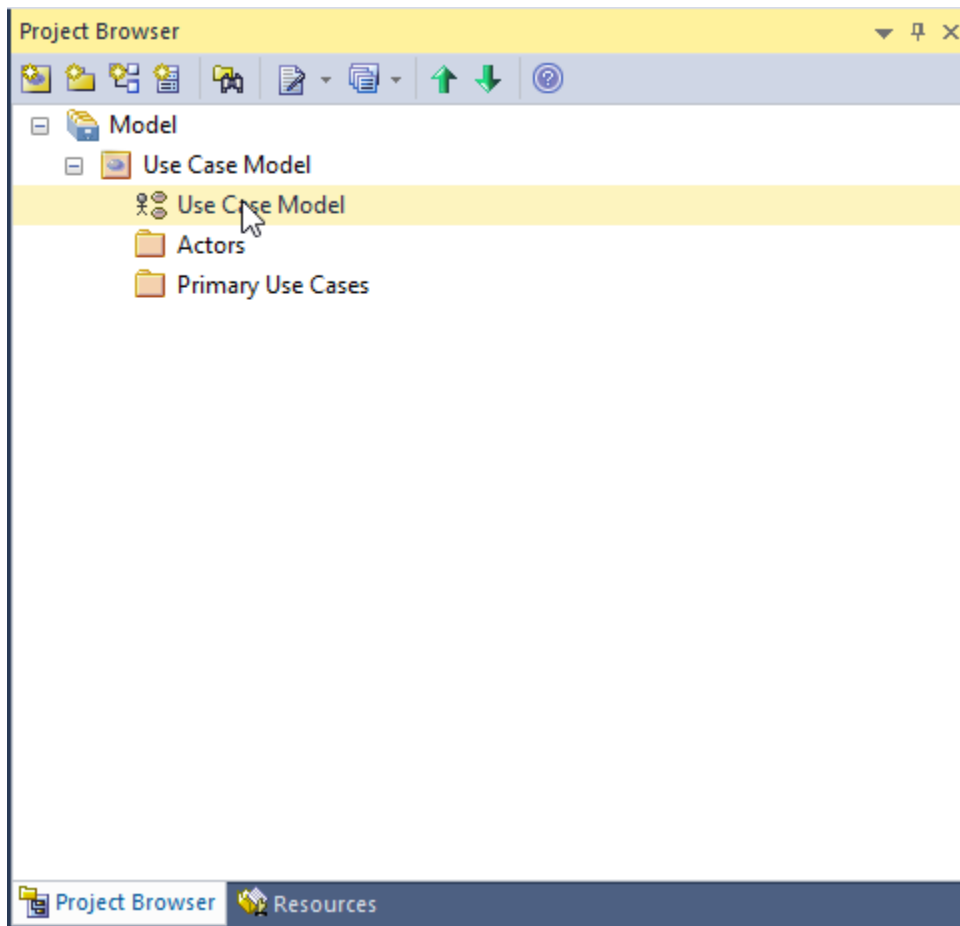 Project Browser
Model
Use Case Model
Use Case Model
Actors
Primary Use Cases
Project Browser
Resources